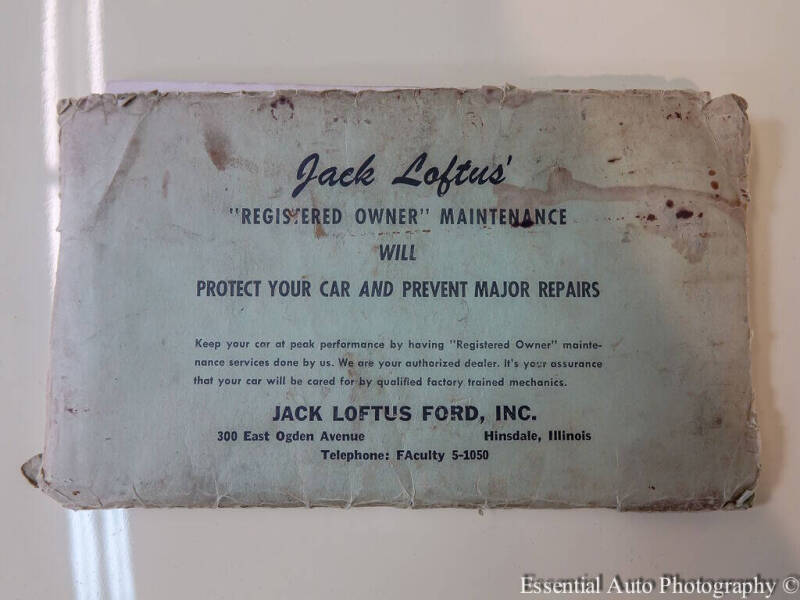 Jack Loftus'
"REGISTERED OWNER" MAINTENANCE
WILL
PROTECT YOUR CAR AND PREVENT MAJOR REPAIRS
Keep your car at peak performance by having "Registered Owner" mainte-
nance services done by us. We are your authorized dealer. It's your assurance
that your car will be cared for by qualified factory trained mechanics.
JACK LOFTUS FORD, INC.
300 East Ogden Avenue Hinsdale, Illinois
Telephone: FAculty 5-1050
Essential Auto Photography ©